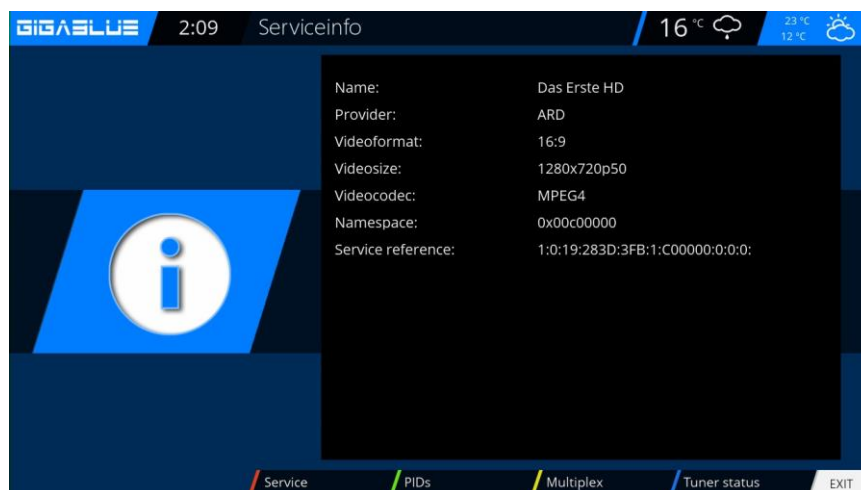 GIGABLUE 2:09 Serviceinfo 16 °C 23 °C
12 °C
Name: Das Erste HD
Provider: ARD
Videoformat: 16:9
Videosize: 1280x720p50
Videocodec: MPEG4
Namespace: 0x00c00000
Service reference: 1:0:19:283D:3FB:1:C00000:0:0:0:
Service PIDs Multiplex Tuner status EXIT